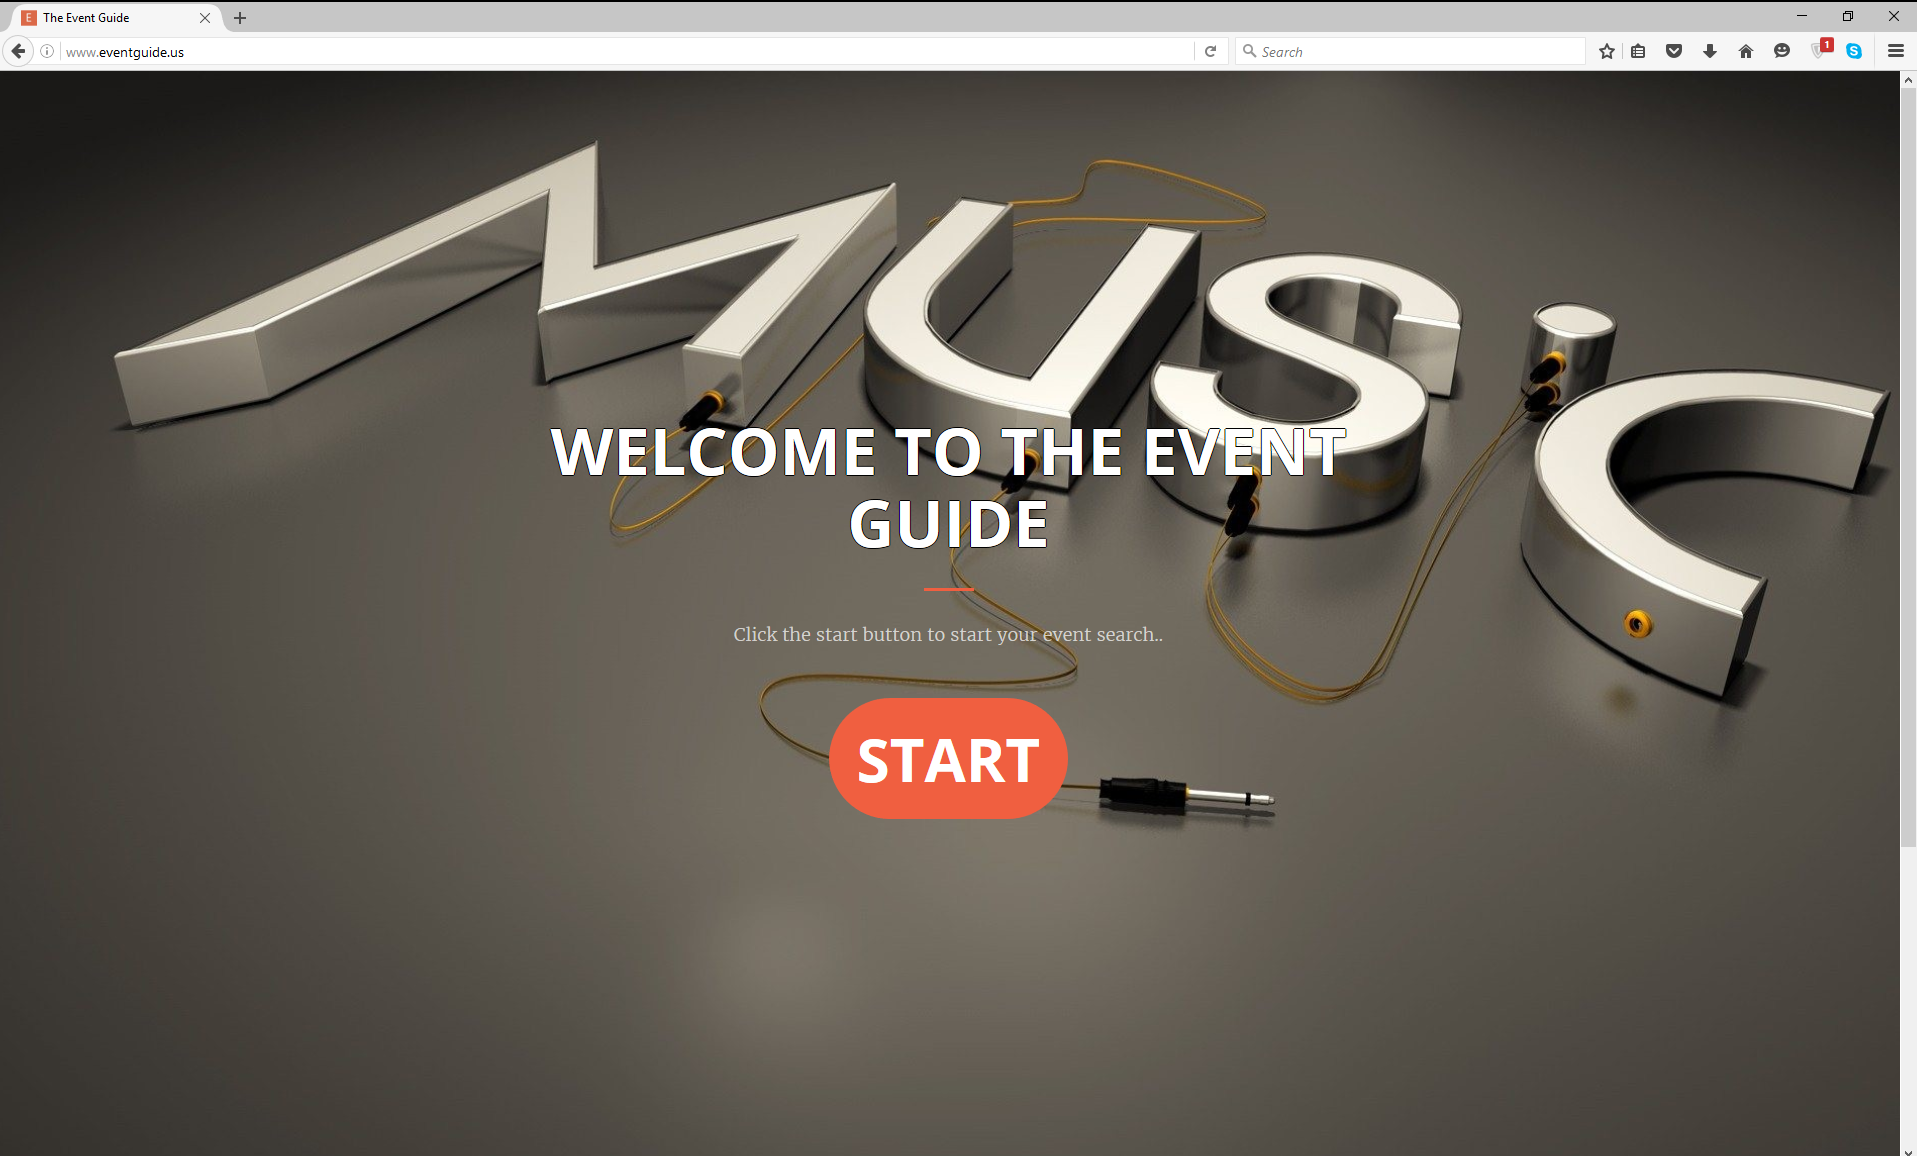 E The Event Guide
www.eventguide.us
Search
1
S
MUSiC
WELCOME TO THE EVENT
GUIDE
Click the start button to start your event search..
START